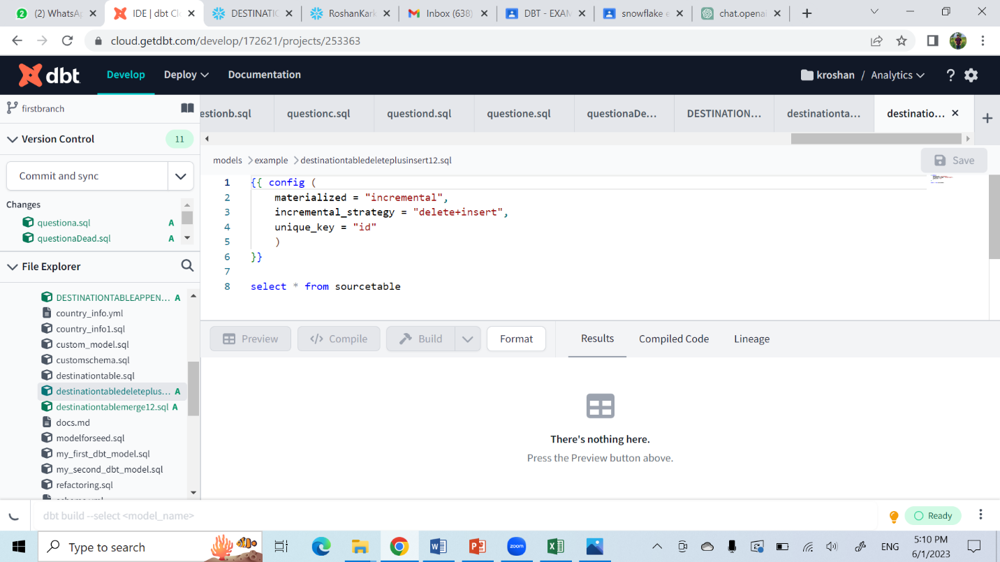 2 (2) WhatsAp
IDE | dbt Clo
DESTINATIO
RoshanKark
Inbox (638)
DBT - EXAM
snowflake e
chat.openai
cloud.getdbt.com/develop/172621/projects/253363
dbt
Develop
Deploy
Documentation
kroshan / Analytics
firstbranch
estionb.sql
questionc.sql
questiond.sql
questione.sql
questionaDe...
DESTINATION...
destinationta...
destinatio...
Version Control
11
models > example > destinationtabledeleteplusinsert12.sql
Save
Commit and sync
Changes
questiona.sql A
questionaDead.sql A
1 {{ config (
2 materialized = "incremental",
3 incremental_strategy = "delete+insert",
4 unique_key = "id"
5 )
6 }}
7
8 select * from sourcetable
File Explorer
DESTINATIONTABLEAPPEN... A
country_info.yml
country_info1.sql
custom_model.sql
customschema.sql
destinationtable.sql
destinationtabledeleteplus... A
destinationtablemerge12.sql A
docs.md
modelforseed.sql
my_first_dbt_model.sql
my_second_dbt_model.sql
refactoring.sql
Preview
</> Compile
Build
Format
Results
Compiled Code
Lineage
There's nothing here.
Press the Preview button above.
dbt build --select <model_name>
Ready
Type to search
zoom
ENG
5:10 PM
6/1/2023